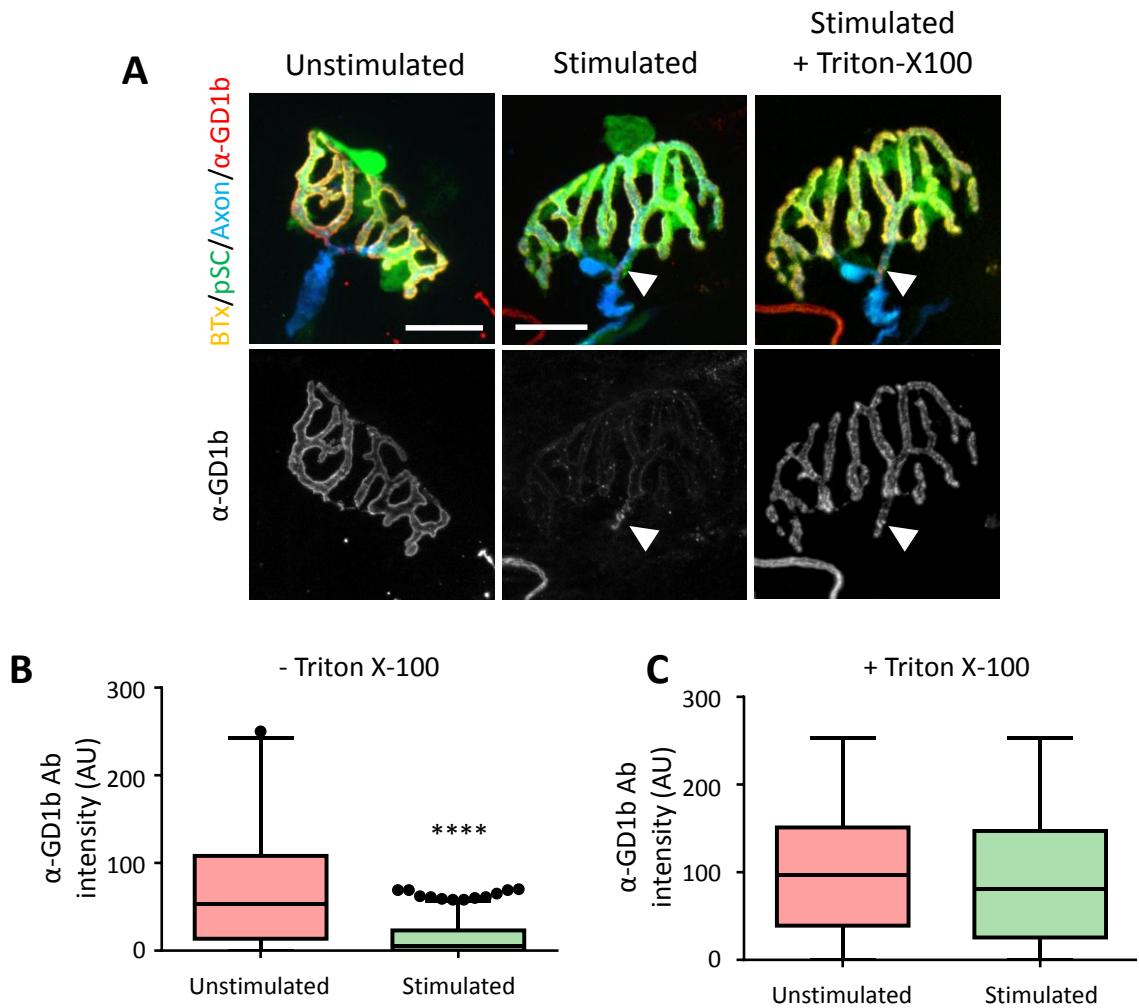 A
Unstimulated
Stimulated
Stimulated
+ Triton-X100
BTx/pSC/Axon/α-GD1b
α-GD1b
B
- Triton X-100
α-GD1b Ab
intensity (AU)
300
200
100
0
****
Unstimulated
Stimulated
C
+ Triton X-100
α-GD1b Ab
intensity (AU)
300
200
100
0
Unstimulated
Stimulated